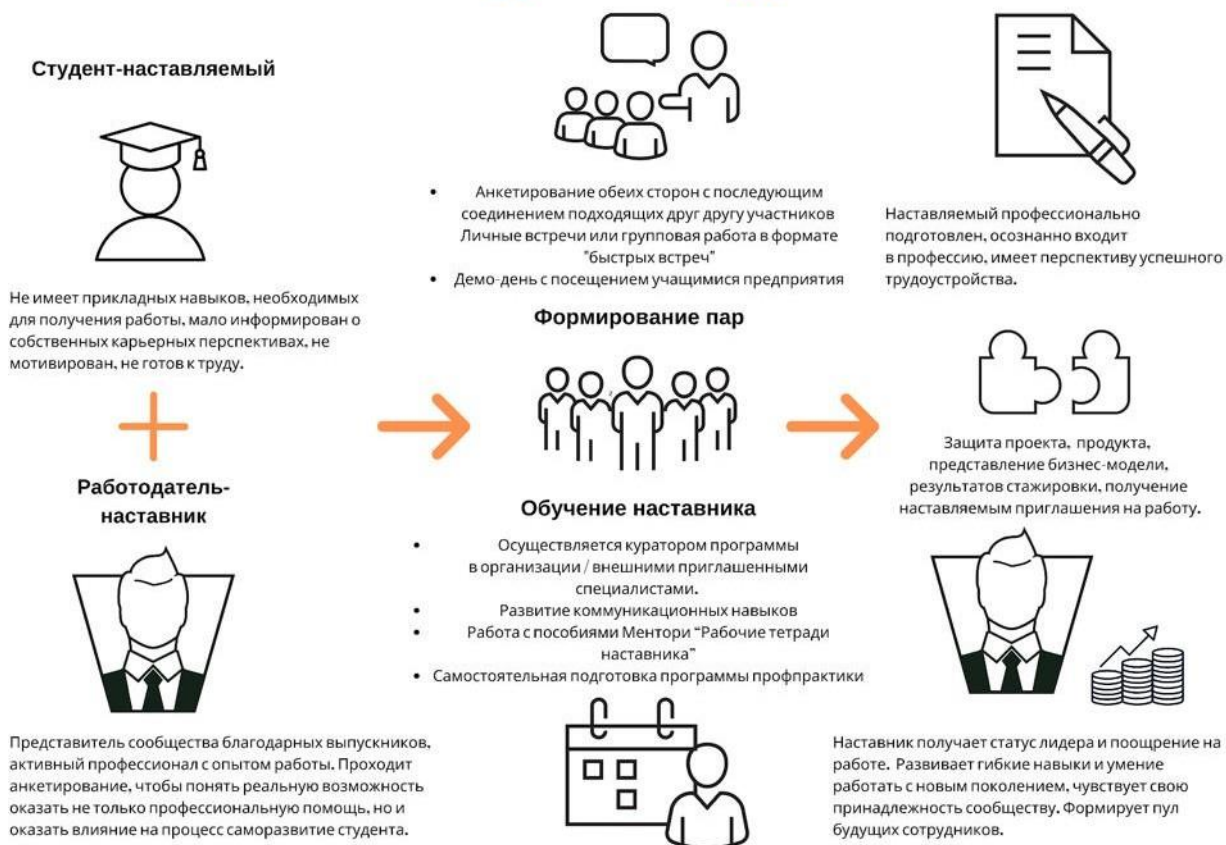 Студент-наставляемый
Не имеет прикладных навыков, необходимых
для получения работы, мало информирован о
собственных карьерных перспективах, не
мотивирован, не готов к труду.
Работодатель-
наставник
Представитель сообщества благодарных выпускников,
активный профессионал с опытом работы. Проходит
анкетирование, чтобы понять реальную возможность
оказать не только профессиональную помощь, но и
оказать влияние на процесс саморазвитие студента.
• Анкетирование обеих сторон с последующим
соединением подходящих друг другу участников
Личные встречи или групповая работа в формате
"быстрых встреч"
• Демо-день с посещением учащимися предприятия
Формирование пар
Обучение наставника
• Осуществляется куратором программы
в организации / внешними приглашенными
специалистами.
• Развитие коммуникационных навыков
• Работа с пособиями Ментори “Рабочие тетради
наставника”
• Самостоятельная подготовка программы профпрактики
Наставляемый профессионально
подготовлен, осознанно входит
в профессию, имеет перспективу успешного
трудоустройства.
Защита проекта, продукта,
представление бизнес-модели,
результатов стажировки, получение
наставляемым приглашения на работу.
Наставник получает статус лидера и поощрение на
работе. Развивает гибкие навыки и умение
работать с новым поколением, чувствует свою
принадлежность сообществу. Формирует пул
будущих сотрудников.